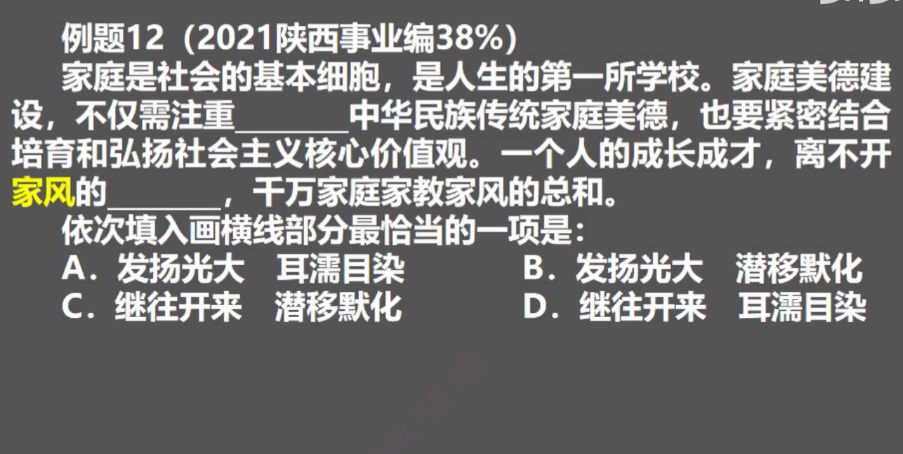 例题12（2021陕西事业编38%）
家庭是社会的基本细胞，是人生的第一所学校。家庭美德建
设，不仅需注重_______中华民族传统家庭美德，也要紧密结合
培育和弘扬社会主义核心价值观。一个人的成长成才，离不开
家风的_______，千万家庭家教家风的总和。
依次填入画横线部分最恰当的一项是：
A．发扬光大 耳濡目染 B．发扬光大 潜移默化
C．继往开来 潜移默化 D．继往开来 耳濡目染